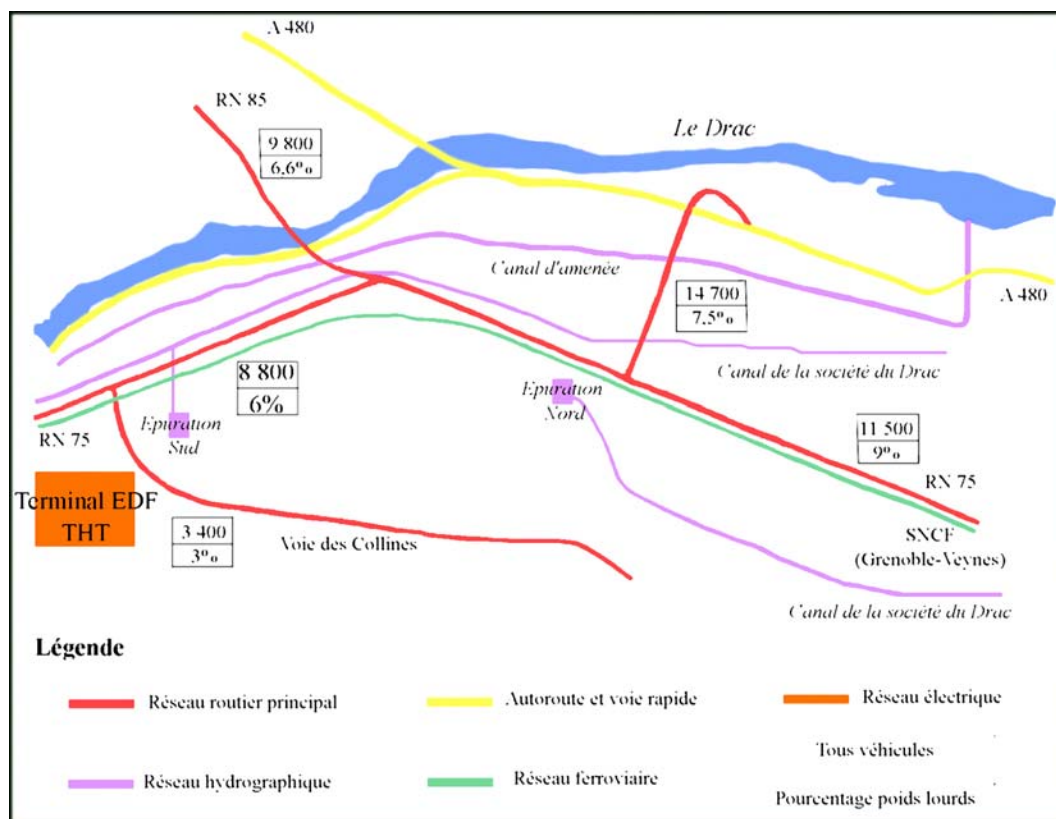 A 480
RN 85
9 800
6,6%
Le Drac
Canal d'amenée
14 700
7,5%
A 480
Canal de la société du Drac
8 800
6%
Epuration
Nord
Epuration
Sud
RN 75
11 500
9%
RN 75
Terminal EDF
THT
3 400
3%
Voie des Collines
SNCF
(Grenoble-Veynes)
Canal de la société du Drac
Légende
Réseau routier principal
Autoroute et voie rapide
Réseau électrique
Tous véhicules
Réseau hydrographique
Réseau ferroviaire
Pourcentage poids lourds